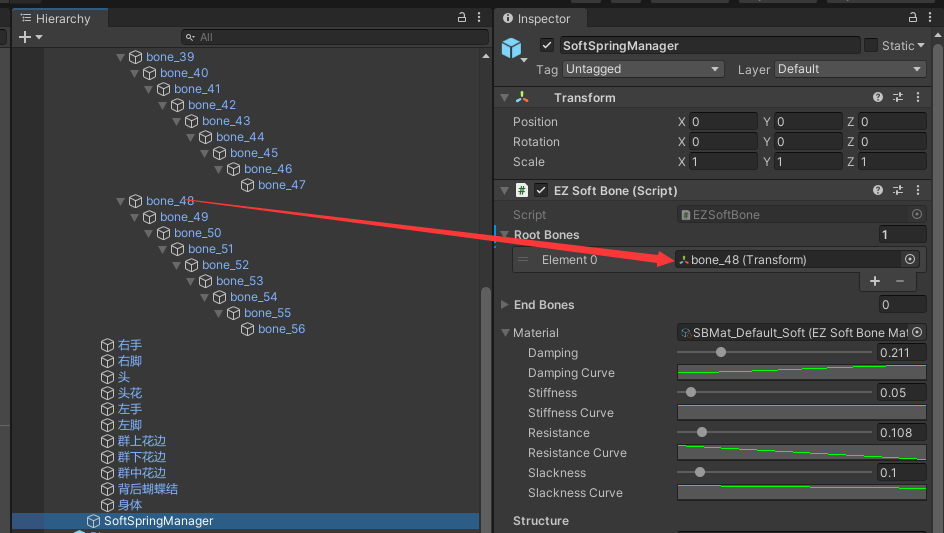 Hierarchy
All
bone_39
bone_40
bone_41
bone_42
bone_43
bone_44
bone_45
bone_46
bone_47
bone_48
bone_49
bone_50
bone_51
bone_52
bone_53
bone_54
bone_55
bone_56
右手
右脚
头
头花
左手
左脚
群上花边
群下花边
群中花边
背后蝴蝶结
身体
SoftSpringManager
Inspector
SoftSpringManager Static
Tag Untagged Layer Default
Transform
Position X 0 Y 0 Z 0
Rotation X 0 Y 0 Z 0
Scale X 1 Y 1 Z 1
# EZ Soft Bone (Script)
Script # EZSoftBone
Root Bones 1
Element 0 bone_48 (Transform)
+ −
End Bones 0
Material SBMat_Default_Soft (EZ Soft Bone Mat
Damping 0.211
Damping Curve
Stiffness 0.05
Stiffness Curve
Resistance 0.108
Resistance Curve
Slackness 0.1
Slackness Curve
Structure